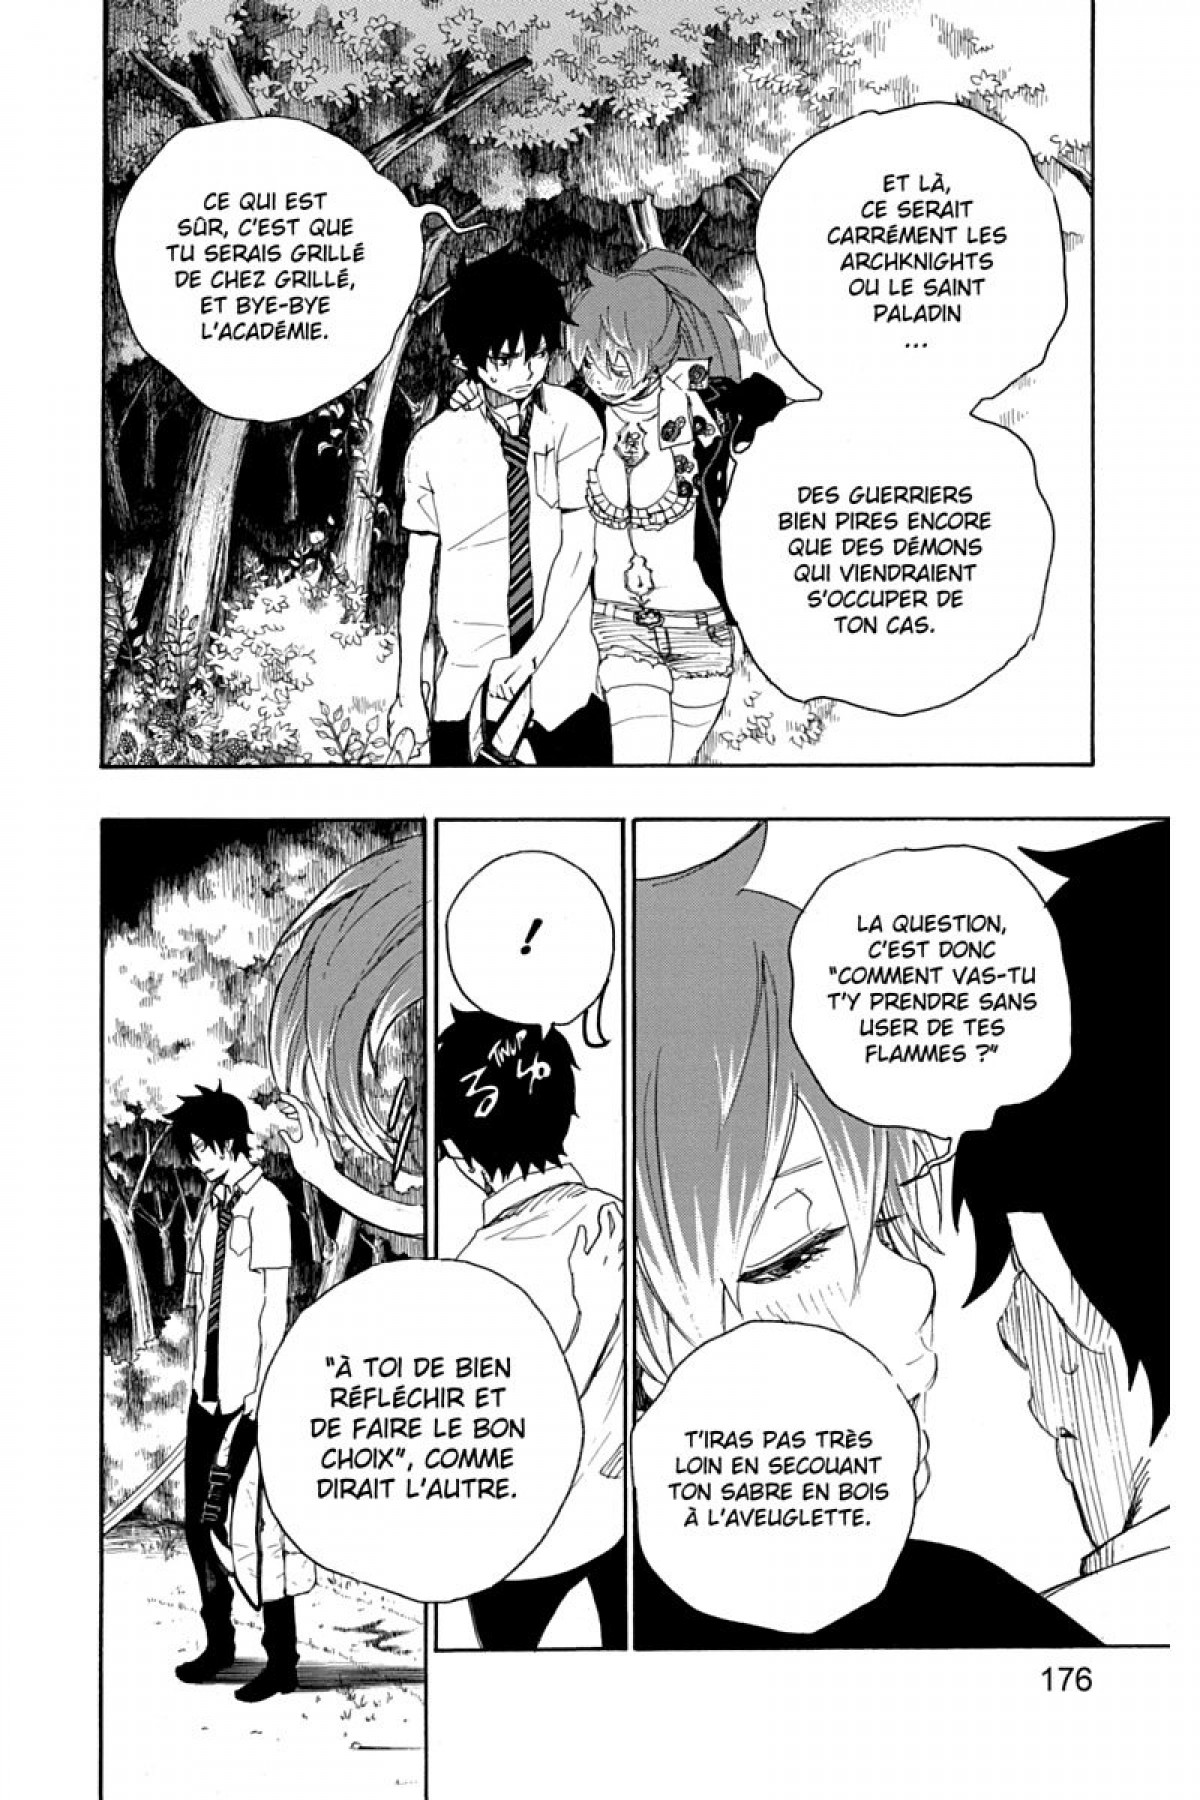 ET LÀ,
CE SERAIT
CARRÉMENT LES
ARCHKNIGHTS
OU LE SAINT
PALADIN
...
DES GUERRIERS
BIEN PIRES ENCORE
QUE DES DÉMONS
QUI VIENDRAIENT
S'OCCUPER DE
TON CAS.
CE QUI EST
SÛR, C'EST QUE
TU SERAIS GRILLÉ
DE CHEZ GRILLÉ,
ET BYE-BYE
L'ACADÉMIE.
LA QUESTION,
C'EST DONC
"COMMENT VAS-TU
T'Y PRENDRE SANS
USER DE TES
FLAMMES ?"
T'IRAS PAS TRÈS
LOIN EN SECOUANT
TON SABRE EN BOIS
À L'AVEUGLETTE.
!
TWUP
"À TOI DE BIEN
RÉFLÉCHIR ET
DE FAIRE LE BON
CHOIX", COMME
DIRAIT L'AUTRE.
176